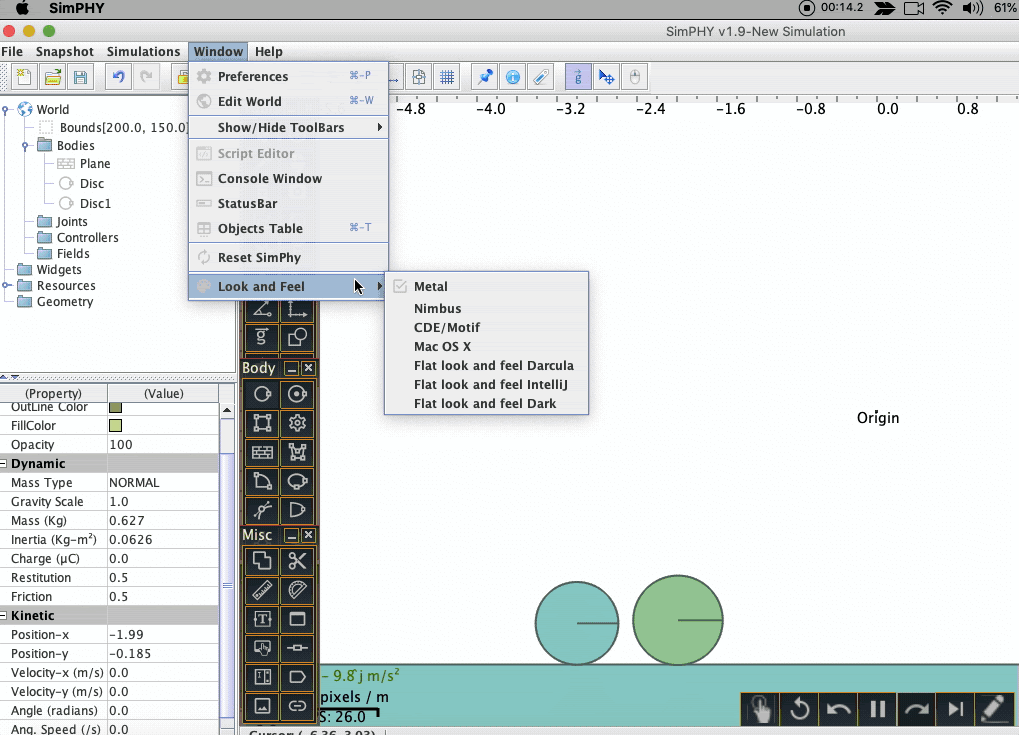 SimPHY
00:14.2
61%
SimPHY v1.9-New Simulation
File Snapshot Simulations Window Help
Preferences ⌘-P
Edit World ⌘-W
Show/Hide ToolBars
Script Editor
Console Window
StatusBar
Objects Table ⌘-T
Reset SimPhy
Look and Feel
Metal
Nimbus
CDE/Motif
Mac OS X
Flat look and feel Darcula
Flat look and feel IntelliJ
Flat look and feel Dark
-4.8 -4.0 -3.2 -2.4 -1.6 -0.8 0.0 0.8
World
Bounds[200.0, 150.0]
Bodies
Plane
Disc
Disc1
Joints
Controllers
Fields
Widgets
Resources
Geometry
(Property) (Value)
OutLine Color
FillColor
Opacity 100
Dynamic
Mass Type NORMAL
Gravity Scale 1.0
Mass (Kg) 0.627
Inertia (Kg-m²) 0.0626
Charge (µC) 0.0
Restitution 0.5
Friction 0.5
Kinetic
Position-x -1.99
Position-y -0.185
Velocity-x (m/s) 0.0
Velocity-y (m/s) 0.0
Angle (radians) 0.0
Ang. Speed (/s) 0.0
Body
Misc
Origin
- 9.8 j m/s²
pixels / m
S: 26.0
Cursor: (-6.36, 3.03)